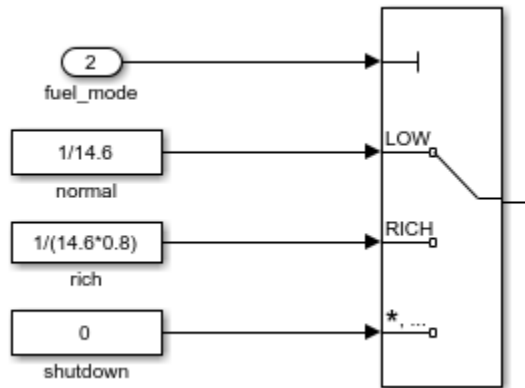 2
fuel_mode
1/14.6
normal
LOW
1/(14.6*0.8)
rich
RICH
0
shutdown
*, ...